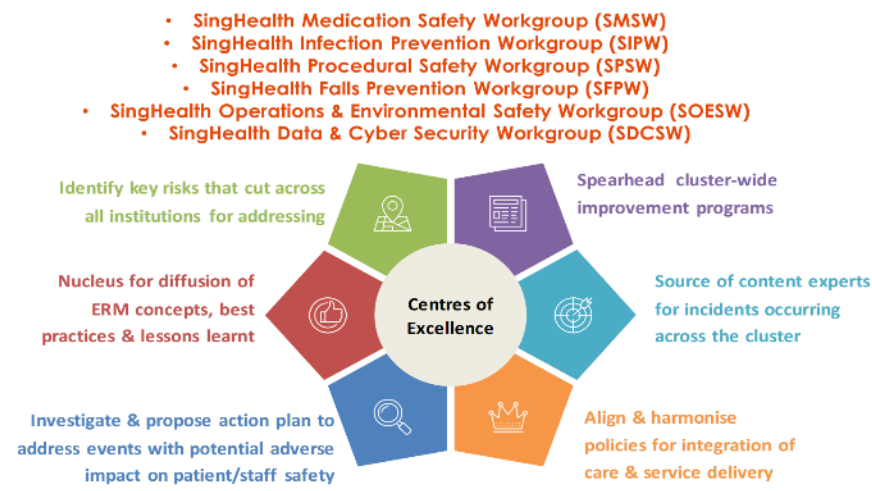 • SingHealth Medication Safety Workgroup (SMSW)
• SingHealth Infection Prevention Workgroup (SIPW)
• SingHealth Procedural Safety Workgroup (SPSW)
• SingHealth Falls Prevention Workgroup (SFPW)
• SingHealth Operations & Environmental Safety Workgroup (SOESW)
• SingHealth Data & Cyber Security Workgroup (SDCSW)
Identify key risks that cut across
all institutions for addressing
Spearhead cluster-wide
improvement programs
Nucleus for diffusion of
ERM concepts, best
practices & lessons learnt
Centres of
Excellence
Source of content experts
for incidents occurring
across the cluster
Investigate & propose action plan to
address events with potential adverse
impact on patient/staff safety
Align & harmonise
policies for integration of
care & service delivery